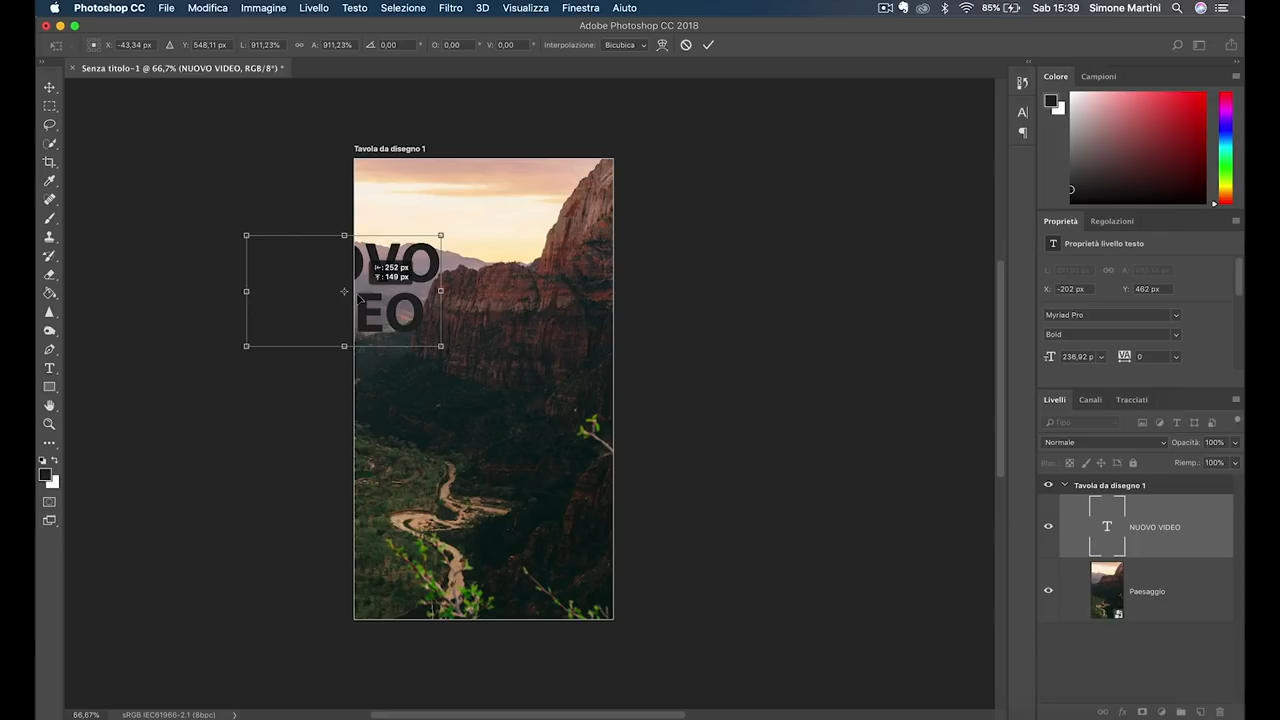 Photoshop CC File Modifica Immagine Livello Testo Selezione Filtro 3D Visualizza Finestra Aiuto 85% Sab 15:39 Simone Martini
Adobe Photoshop CC 2018
X: -43,34 px Y: 548,11 px L: 911,23% A: 911,23% 0,00 ° O: 0,00 ° V: 0,00 ° Interpolazione: Bicubica
Senza titolo-1 @ 66,7% (NUOVO VIDEO, RGB/8*) *
Colore Campioni
Tavola da disegno 1
OVO
EO
252 px
149 px
Proprietà Regolazioni
Proprietà livello testo
L: A:
X: -202 px Y: 462 px
Myriad Pro
Bold
236,92 p VA 0
Livelli Canali Tracciati
Tipo
Normale Opacità: 100%
Bloc.: Riemp.: 100%
Tavola da disegno 1
T NUOVO VIDEO
Paesaggio
66,67% sRGB IEC61966-2.1 (8bpc)